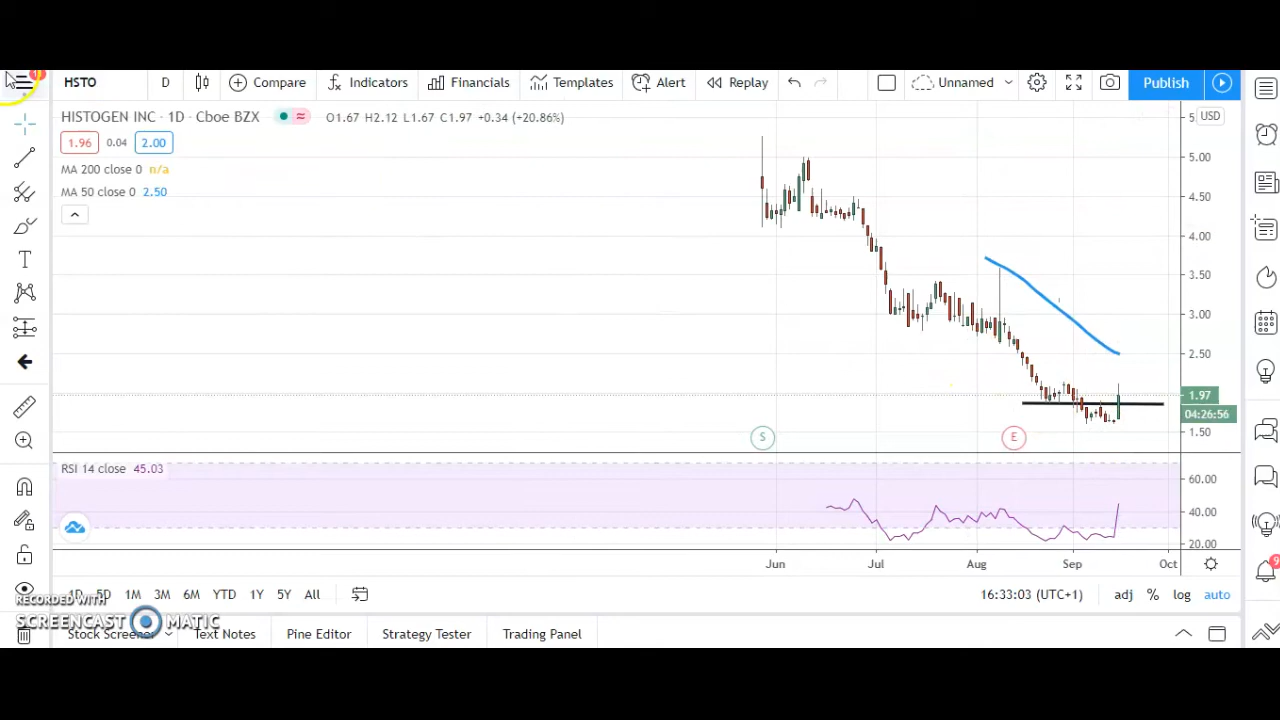 HSTO D Compare Indicators Financials Templates Alert Replay Unnamed Publish
HISTOGEN INC · 1D · Cboe BZX ≈ O1.67 H2.12 L1.67 C1.97 +0.34 (+20.86%)
USD
1.96 0.04 2.00
MA 200 close 0 n/a
MA 50 close 0 2.50
5.00
4.50
4.00
3.50
3.00
2.50
1.97
04:26:56
1.50
S E
RSI 14 close 45.03
60.00
40.00
20.00
Jun Jul Aug Sep Oct
1D 5D 1M 3M 6M YTD 1Y 5Y All 16:33:03 (UTC+1) adj % log auto
RECORDED WITH
SCREENCAST MATIC
Stock Screener Text Notes Pine Editor Strategy Tester Trading Panel